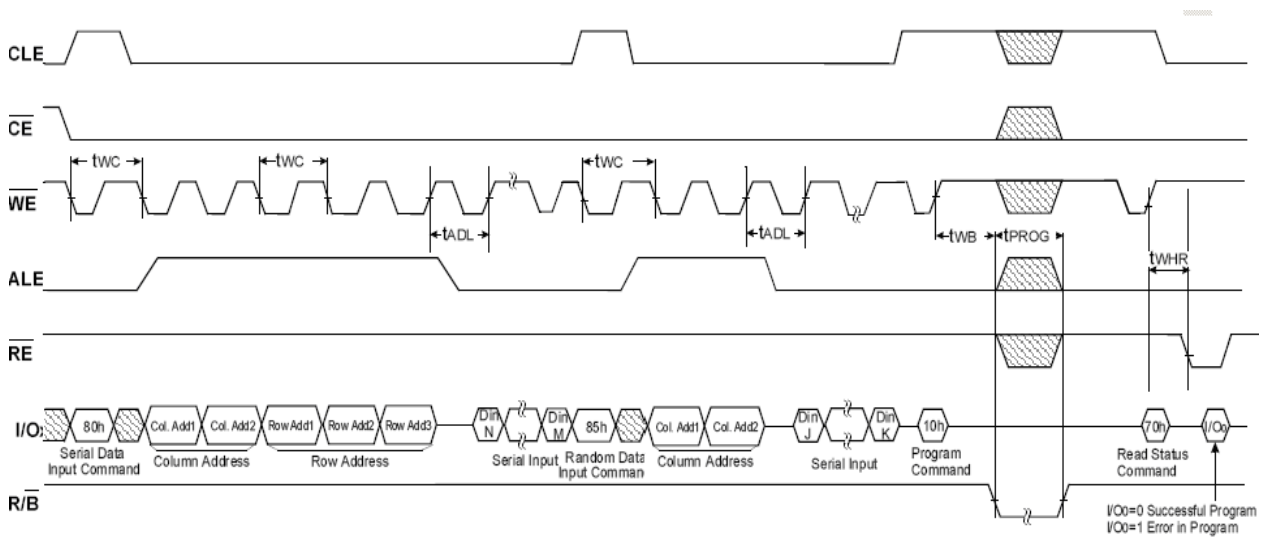 CLE
CE
tWC tWC tWC
WE
tADL tADL tWB tPROG
ALE
tWHR
RE
I/Ox 80h Col. Add1 Col. Add2 Row Add1 Row Add2 Row Add3 Din N Din M 85h Col. Add1 Col. Add2 Din J Din K 10h 70h I/O0
Serial Data Input Command
Column Address
Row Address
Serial Input
Random Data Input Command
Column Address
Serial Input
Program Command
Read Status Command
R/B
I/O0=0 Successful Program
I/O0=1 Error in Program